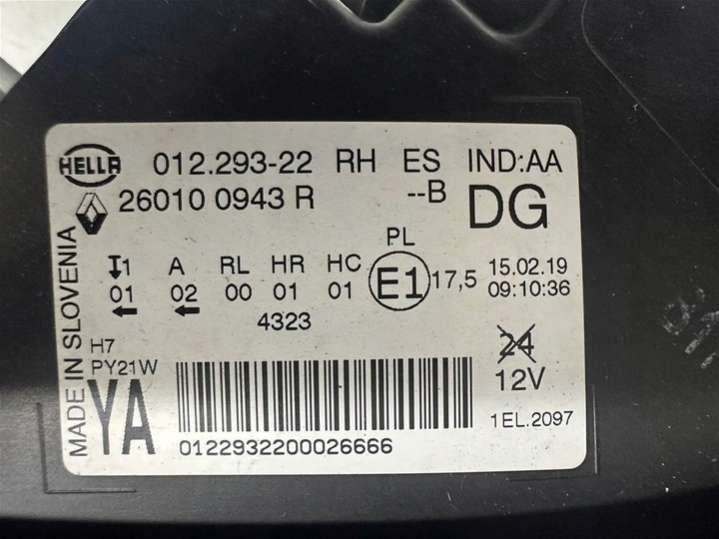 HELLA 012.293-22 RH ES IND:AA
26010 0943 R --B DG
PL
1 A RL HR HC E1 17,5 15.02.19
01 02 00 01 01 09:10:36
4323
H7
PY21W
24
12V
YA
0122932200026666
1EL.2097
MADE IN SLOVENIA